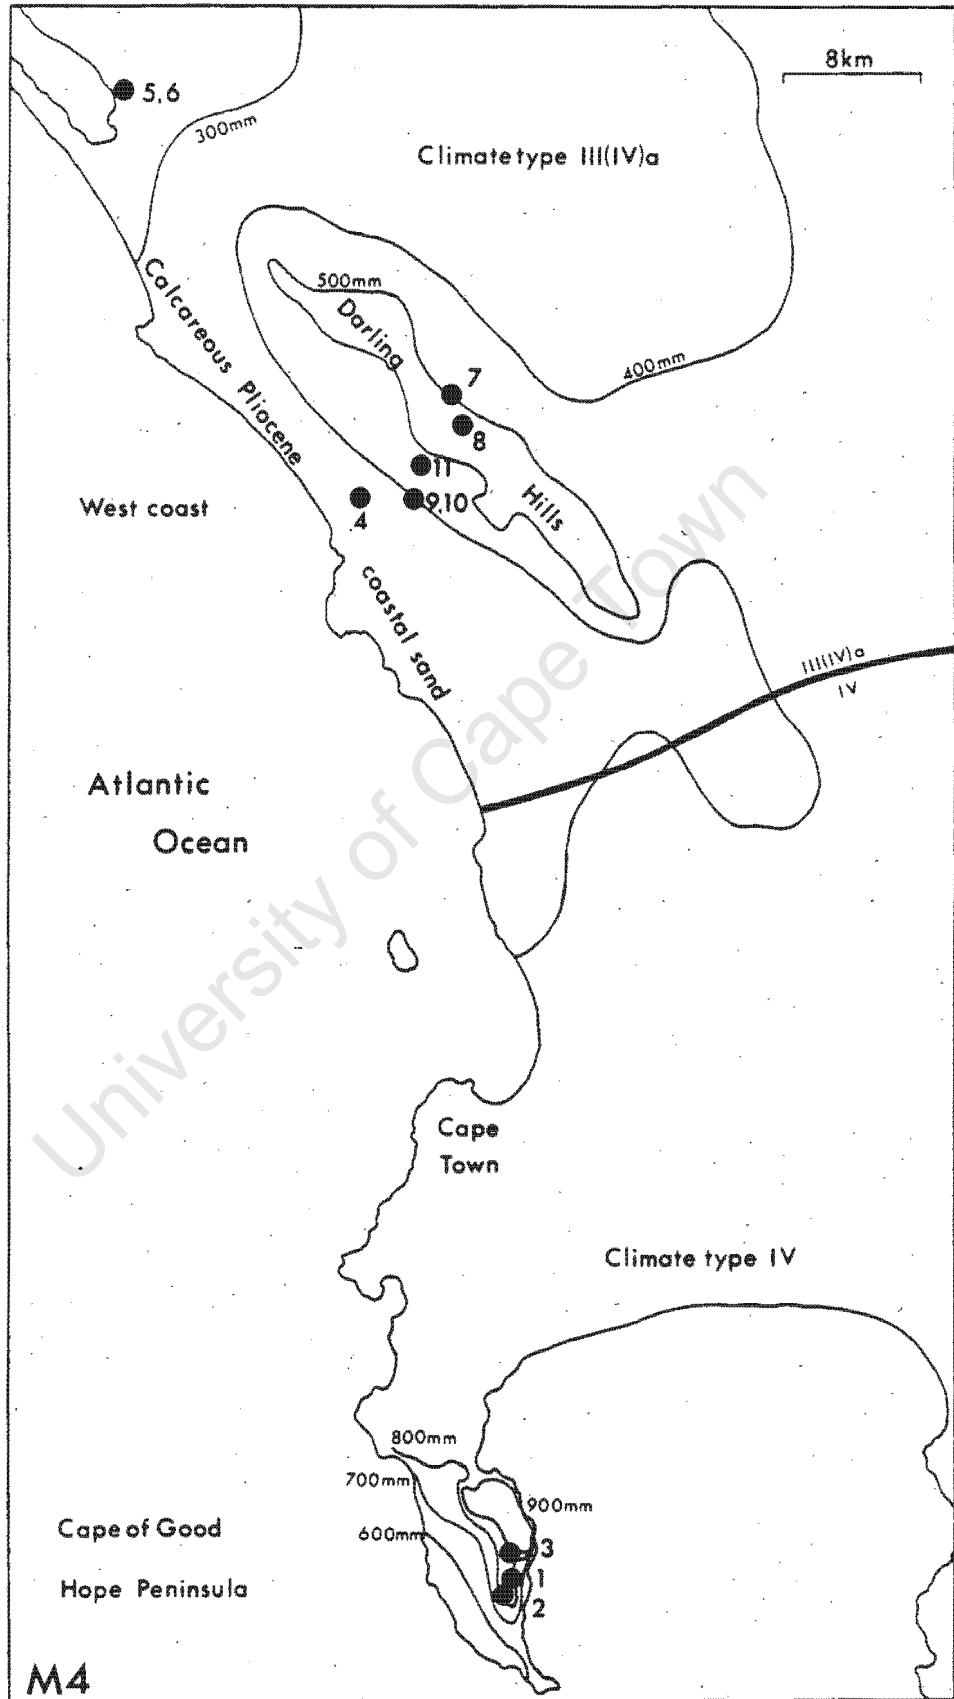 8km
5,6
300mm
Climate type III(IV)a
Calcareous Pliocene
500mm
Darling
400mm
7
8
11
West coast
4
9,10
Hills
coastal sand
III(IV)a
IV
Atlantic
Ocean
University of Cape Town
Cape
Town
Climate type IV
800mm
700mm
900mm
600mm
Cape of Good
3
Hope Peninsula
1
2
M4